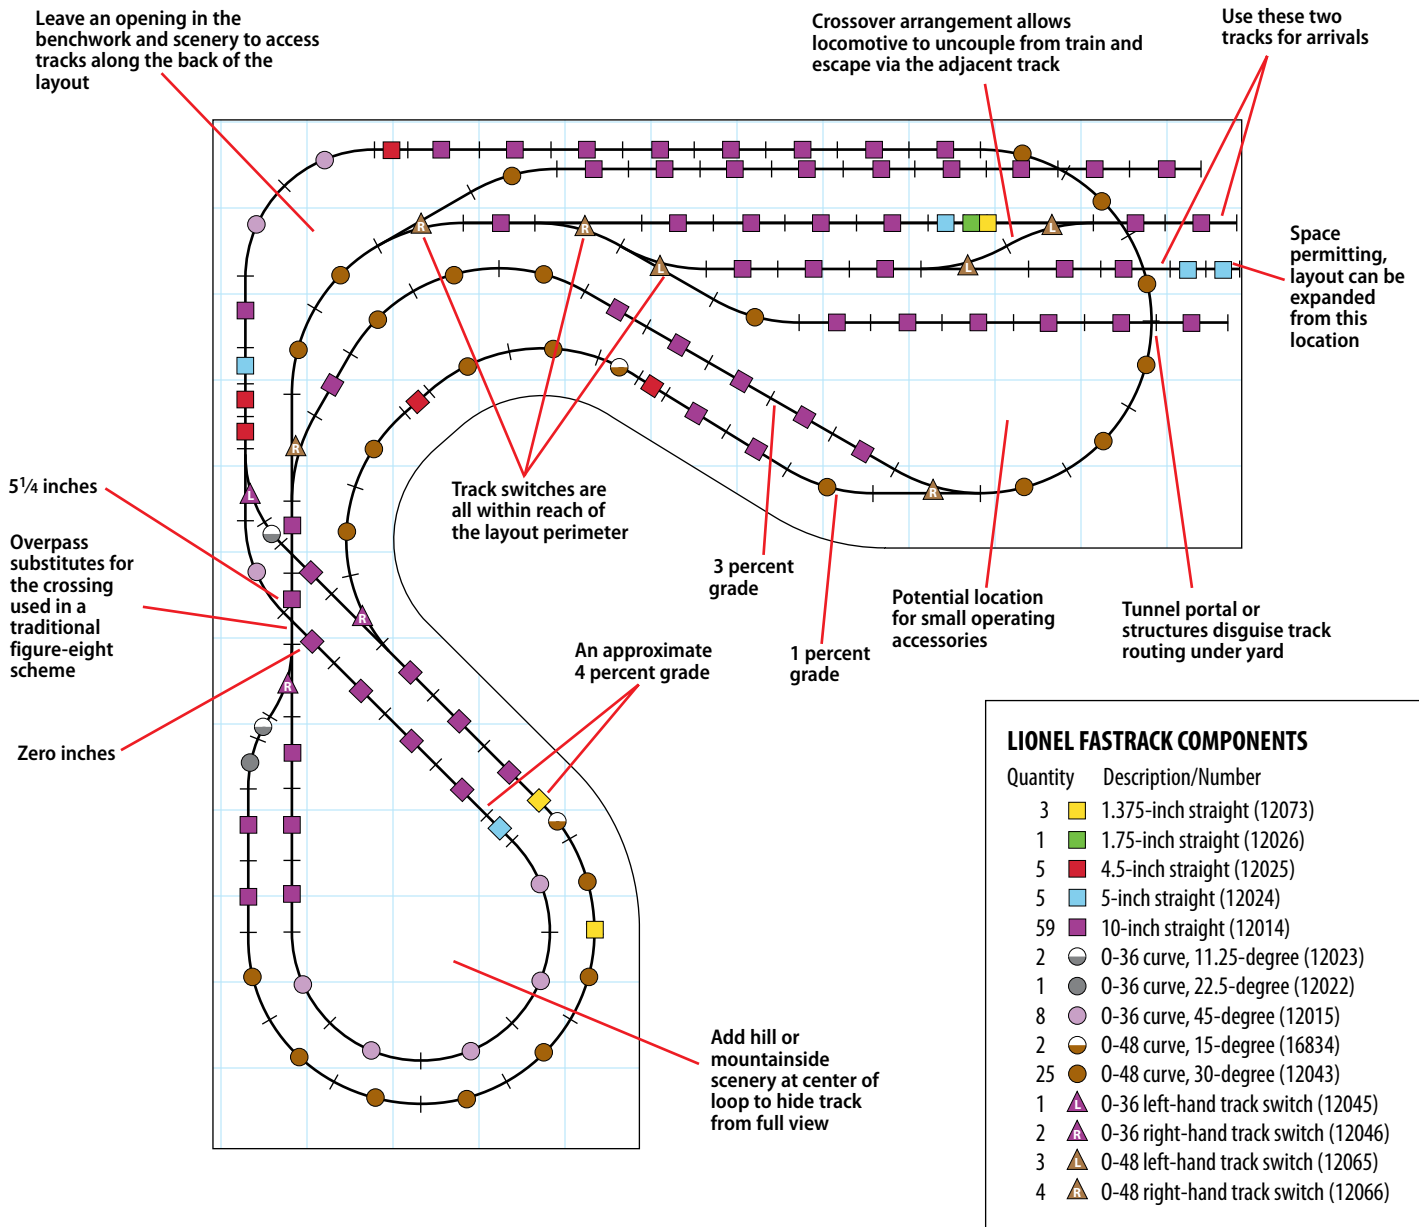 Leave an opening in the
benchwork and scenery to access
tracks along the back of the
layout
Crossover arrangement allows
locomotive to uncouple from train and
escape via the adjacent track
Use these two
tracks for arrivals
Space
permitting,
layout can be
expanded
from this
location
R
R
L
L
L
R
R
L
R
R
5¼ inches
Overpass
substitutes for
the crossing
used in a
traditional
figure-eight
scheme
Zero inches
Track switches are
all within reach of
the layout perimeter
3 percent
grade
1 percent
grade
Potential location
for small operating
accessories
Tunnel portal or
structures disguise track
routing under yard
An approximate
4 percent grade
Add hill or
mountainside
scenery at center of
loop to hide track
from full view
LIONEL FASTRACK COMPONENTS
Quantity Description/Number
3 1.375-inch straight (12073)
1 1.75-inch straight (12026)
5 4.5-inch straight (12025)
5 5-inch straight (12024)
59 10-inch straight (12014)
2 O-36 curve, 11.25-degree (12023)
1 O-36 curve, 22.5-degree (12022)
8 O-36 curve, 45-degree (12015)
2 O-48 curve, 15-degree (16834)
25 O-48 curve, 30-degree (12043)
1 L O-36 left-hand track switch (12045)
2 R O-36 right-hand track switch (12046)
3 L O-48 left-hand track switch (12065)
4 R O-48 right-hand track switch (12066)